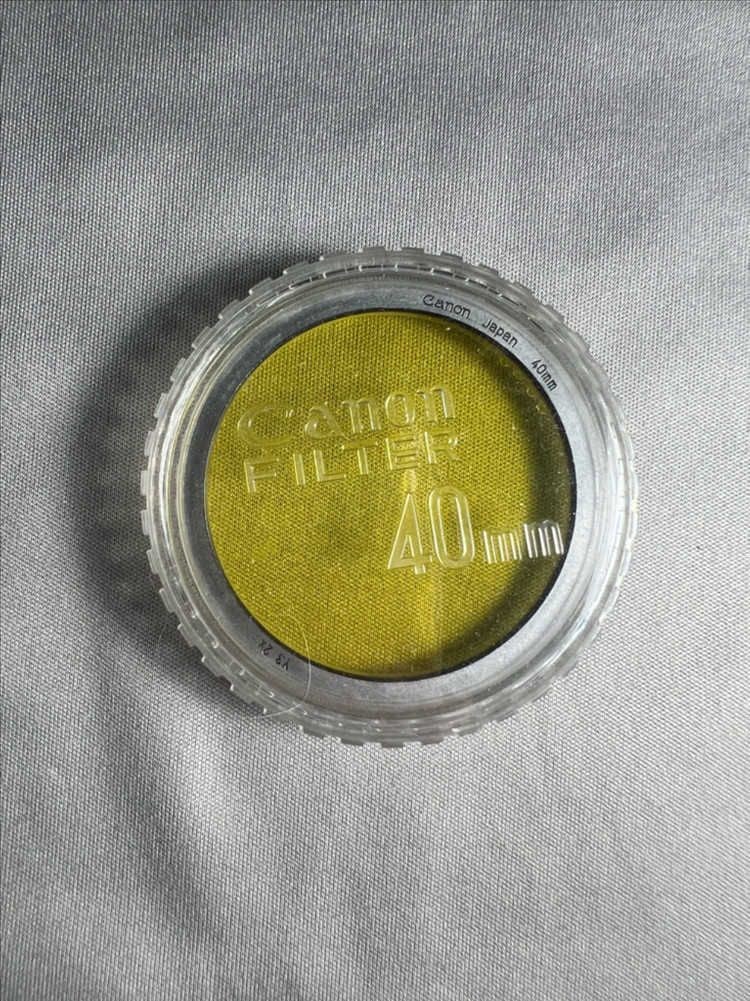 Canon Japan 40mm
Canon
FILTER
40mm
Y3 2x